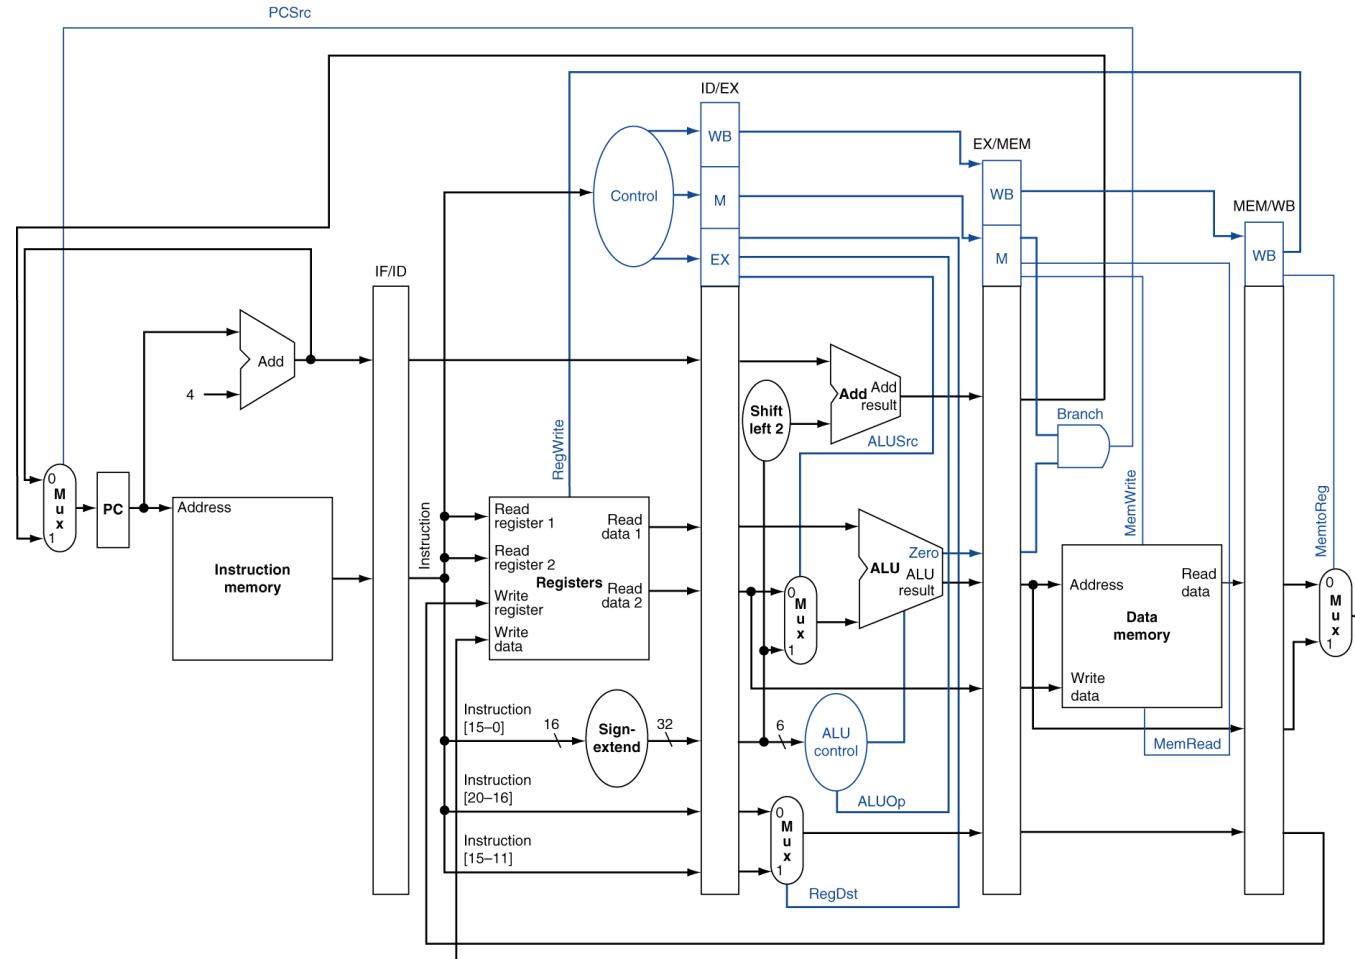 PCSrc
ID/EX
WB
EX/MEM
Control
M
WB
MEM/WB
EX
M
WB
IF/ID
Add
4
Add
Add
result
Shift
left 2
ALUSrc
Branch
RegWrite
MemWrite
MemtoReg
0
M
u
x
1
PC
Address
Instruction
memory
Instruction
Read
register 1
Read
register 2
Write
register
Write
data
Registers
Read
data 1
Read
data 2
0
M
u
x
1
Zero
ALU
ALU
result
Address
Read
data
Data
memory
Write
data
0
M
u
x
1
MemRead
Instruction
[15–0]
16
Sign-
extend
32
6
ALU
control
ALUOp
Instruction
[20–16]
Instruction
[15–11]
0
M
u
x
1
RegDst